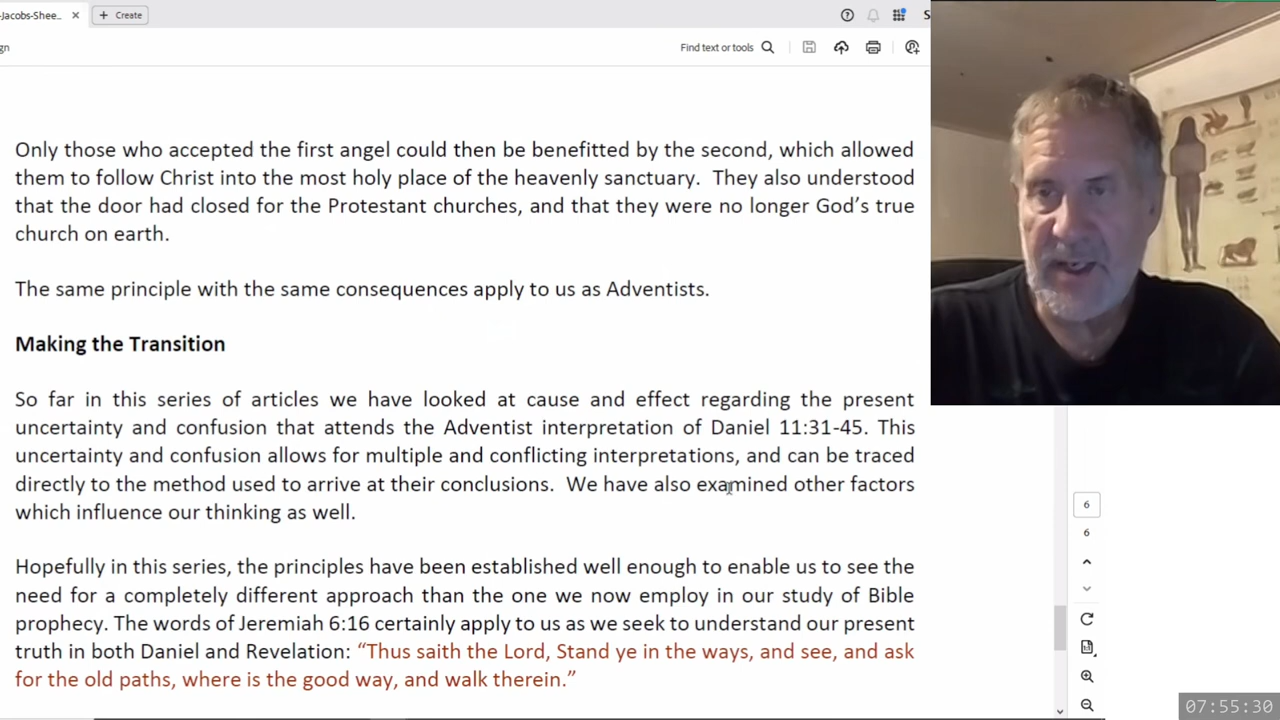 -Jacobs-Shee...
Create
S
gn
Find text or tools
Only those who accepted the first angel could then be benefitted by the second, which allowed
them to follow Christ into the most holy place of the heavenly sanctuary.  They also understood
that the door had closed for the Protestant churches, and that they were no longer God’s true
church on earth.
The same principle with the same consequences apply to us as Adventists.
Making the Transition
So far in this series of articles we have looked at cause and effect regarding the present
uncertainty and confusion that attends the Adventist interpretation of Daniel 11:31-45. This
uncertainty and confusion allows for multiple and conflicting interpretations, and can be traced
directly to the method used to arrive at their conclusions.  We have also examined other factors
which influence our thinking as well.
Hopefully in this series, the principles have been established well enough to enable us to see the
need for a completely different approach than the one we now employ in our study of Bible
prophecy. The words of Jeremiah 6:16 certainly apply to us as we seek to understand our present
truth in both Daniel and Revelation: “Thus saith the Lord, Stand ye in the ways, and see, and ask
for the old paths, where is the good way, and walk therein.”
6
6
07:55:30